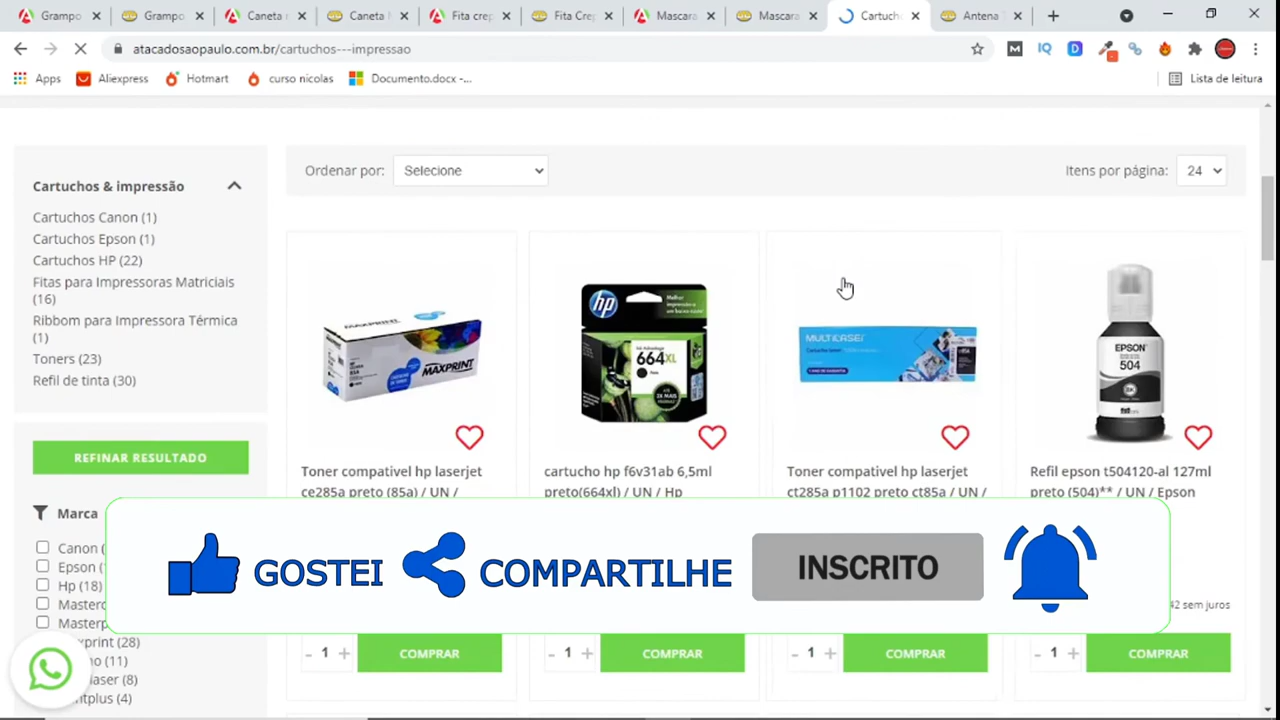 Grampo
Grampo
Caneta
Caneta
Fita crep
Fita Crep
Mascara
Mascara
Cartuch
Antena
atacadosaopaulo.com.br/cartuchos---impressao
Apps
Aliexpress
Hotmart
curso nicolas
Documento.docx -...
Lista de leitura
Cartuchos & impressão
Cartuchos Canon (1)
Cartuchos Epson (1)
Cartuchos HP (22)
Fitas para Impressoras Matriciais
(16)
Ribbom para Impressora Térmica
(1)
Toners (23)
Refil de tinta (30)
REFINAR RESULTADO
Marca
Canon (
Epson (
Hp (18)
Masterc
Masterp
xprint (28)
o (11)
laser (8)
ntplus (4)
Ordenar por: Selecione
Itens por página: 24
MAXPRINT
hp
664XL
MULTICASE/
EPSON
504
Toner compativel hp laserjet
ce285a preto (85a) / UN /
cartucho hp f6v31ab 6,5ml
preto(664xl) / UN / Hp
Toner compativel hp laserjet
ct285a p1102 preto ct85a / UN /
Refil epson t504120-al 127ml
preto (504)** / UN / Epson
42 sem juros
GOSTEI COMPARTILHE INSCRITO
- 1 + COMPRAR
- 1 + COMPRAR
- 1 + COMPRAR
- 1 + COMPRAR